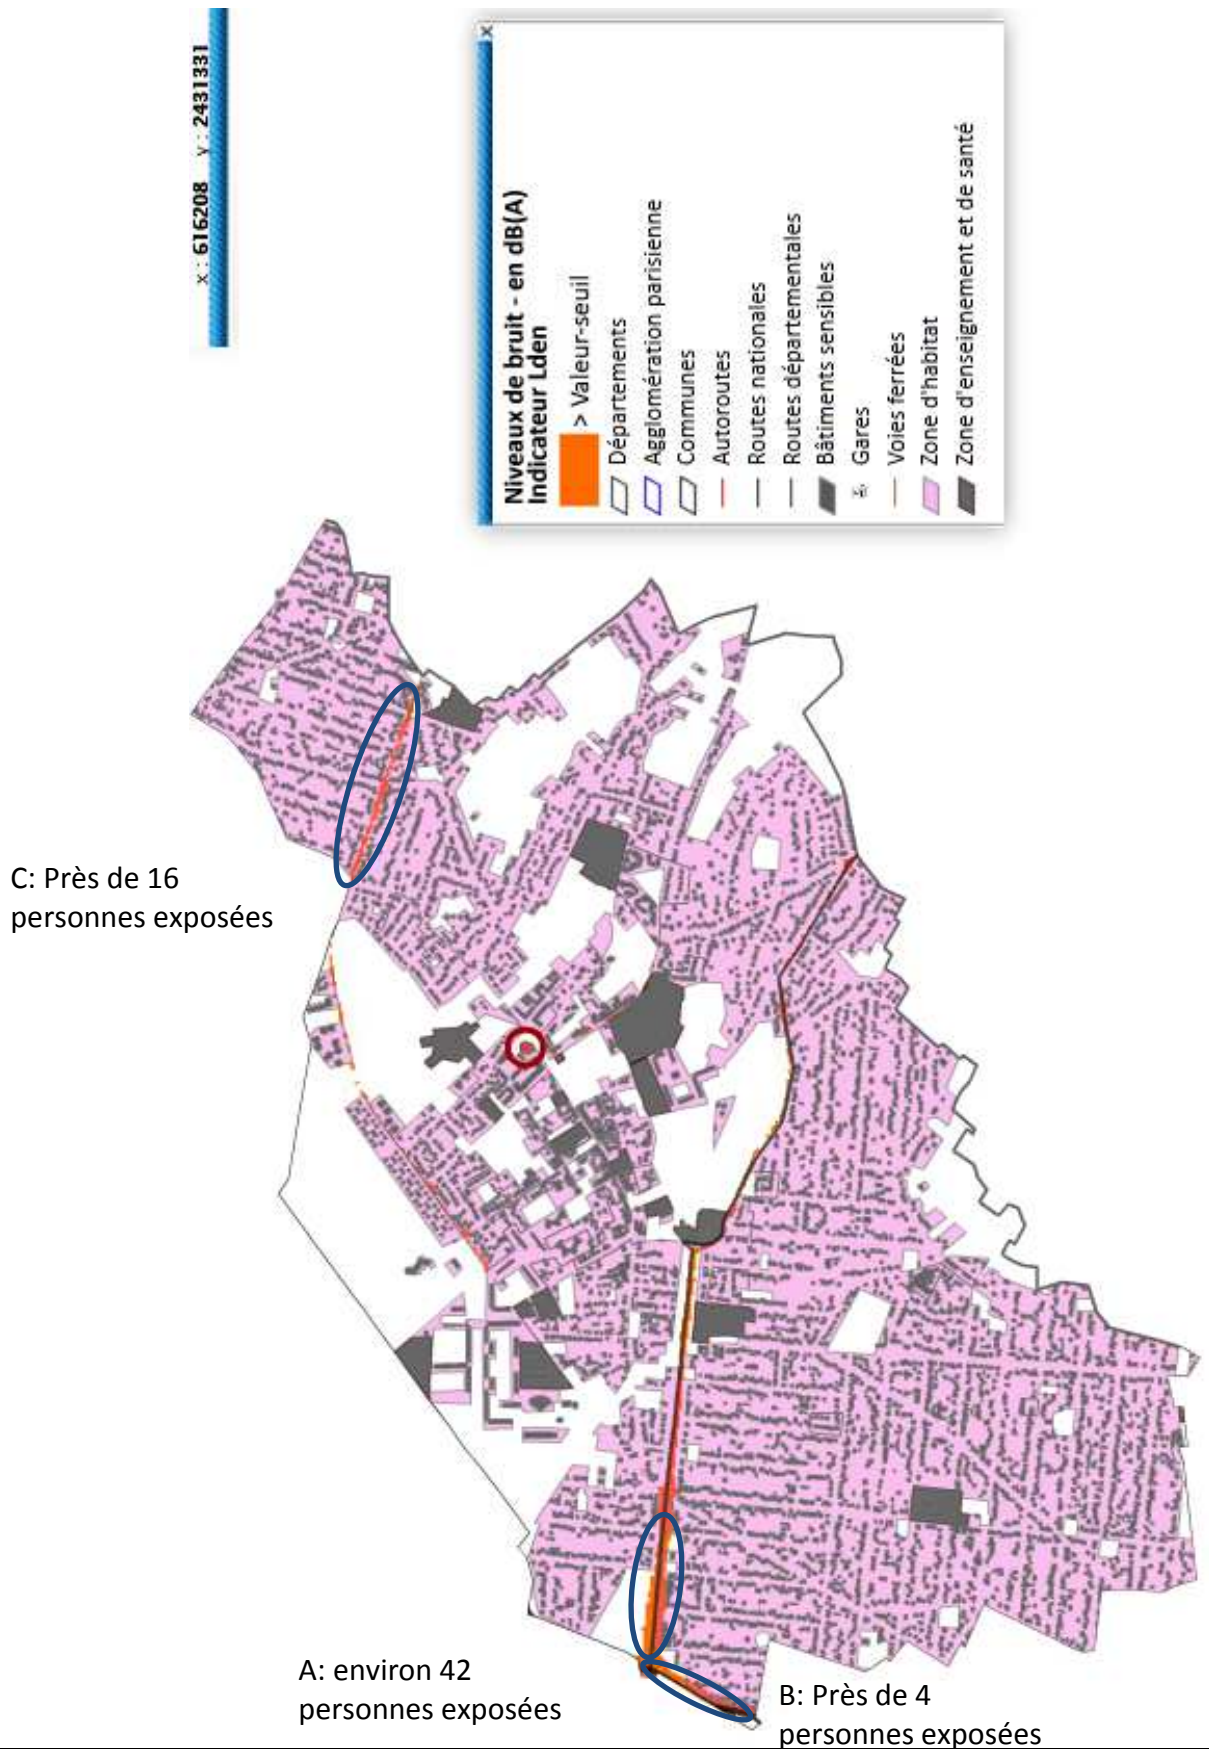 x : 616208   y : 2431331
x
Niveaux de bruit - en dB(A)
Indicateur Lden
> Valeur-seuil
Départements
Agglomération parisienne
Communes
Autoroutes
Routes nationales
Routes départementales
Bâtiments sensibles
Gares
Voies ferrées
Zone d'habitat
Zone d'enseignement et de santé
C: Près de 16
personnes exposées
A: environ 42
personnes exposées
B: Près de 4
personnes exposées